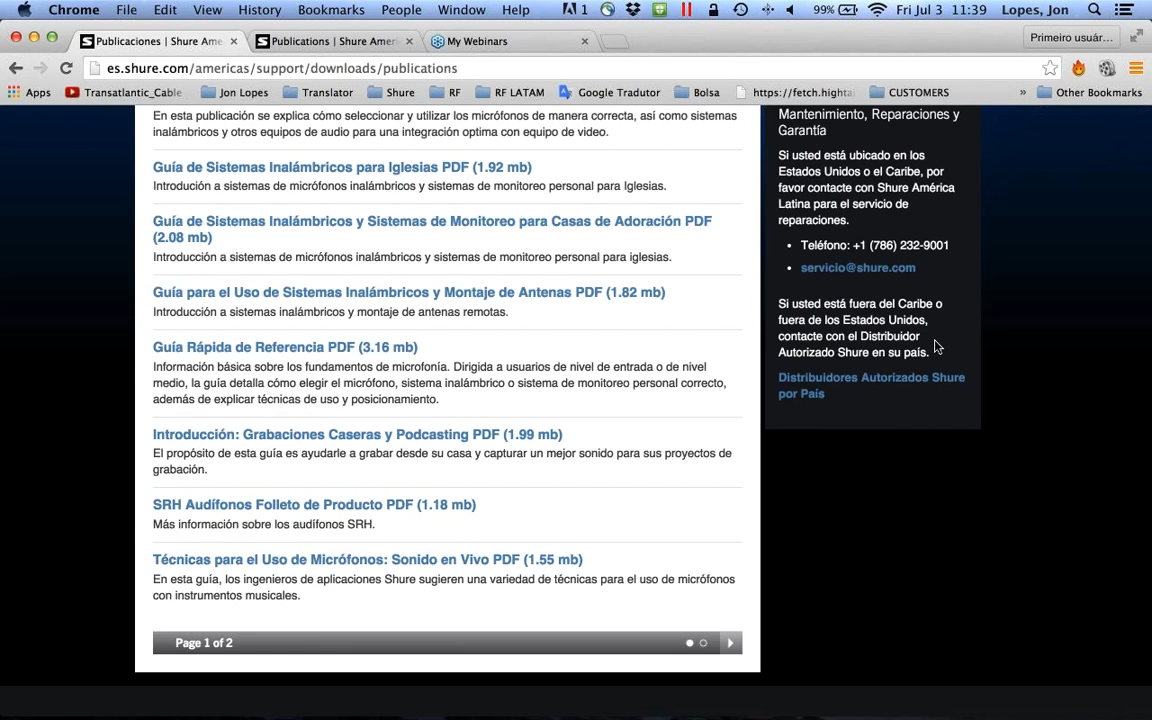 Chrome File Edit View History Bookmarks People Window Help 1 99% Fri Jul 3 11:39 Lopes, Jon
Publicaciones | Shure Ame Publications | Shure Ameri My Webinars Primeiro usuár...
es.shure.com/americas/support/downloads/publications
Apps Transatlantic_Cable Jon Lopes Translator Shure RF RF LATAM Google Tradutor Bolsa https://fetch.highta CUSTOMERS » Other Bookmarks
En esta publicación se explica cómo seleccionar y utilizar los micrófonos de manera correcta, así como sistemas
inalámbricos y otros equipos de audio para una integración optima con equipo de video.
Guía de Sistemas Inalámbricos para Iglesias PDF (1.92 mb)
Introdución a sistemas de micrófonos inalámbricos y sistemas de monitoreo personal para Iglesias.
Guía de Sistemas Inalámbricos y Sistemas de Monitoreo para Casas de Adoración PDF
(2.08 mb)
Introducción a sistemas de micrófonos inalámbricos y sistemas de monitoreo personal para iglesias.
Guía para el Uso de Sistemas Inalámbricos y Montaje de Antenas PDF (1.82 mb)
Introducción a sistemas inalámbricos y montaje de antenas remotas.
Guía Rápida de Referencia PDF (3.16 mb)
Información básica sobre los fundamentos de microfonía. Dirigida a usuarios de nivel de entrada o de nivel
medio, la guía detalla cómo elegir el micrófono, sistema inalámbrico o sistema de monitoreo personal correcto,
además de explicar técnicas de uso y posicionamiento.
Introducción: Grabaciones Caseras y Podcasting PDF (1.99 mb)
El propósito de esta guía es ayudarle a grabar desde su casa y capturar un mejor sonido para sus proyectos de
grabación.
SRH Audífonos Folleto de Producto PDF (1.18 mb)
Más información sobre los audífonos SRH.
Técnicas para el Uso de Micrófonos: Sonido en Vivo PDF (1.55 mb)
En esta guía, los ingenieros de aplicaciones Shure sugieren una variedad de técnicas para el uso de micrófonos
con instrumentos musicales.
Page 1 of 2
Mantenimiento, Reparaciones y
Garantía
Si usted está ubicado en los
Estados Unidos o el Caribe, por
favor contacte con Shure América
Latina para el servicio de
reparaciones.
• Teléfono: +1 (786) 232-9001
• servicio@shure.com
Si usted está fuera del Caribe o
fuera de los Estados Unidos,
contacte con el Distribuidor
Autorizado Shure en su país.
Distribuidores Autorizados Shure
por País